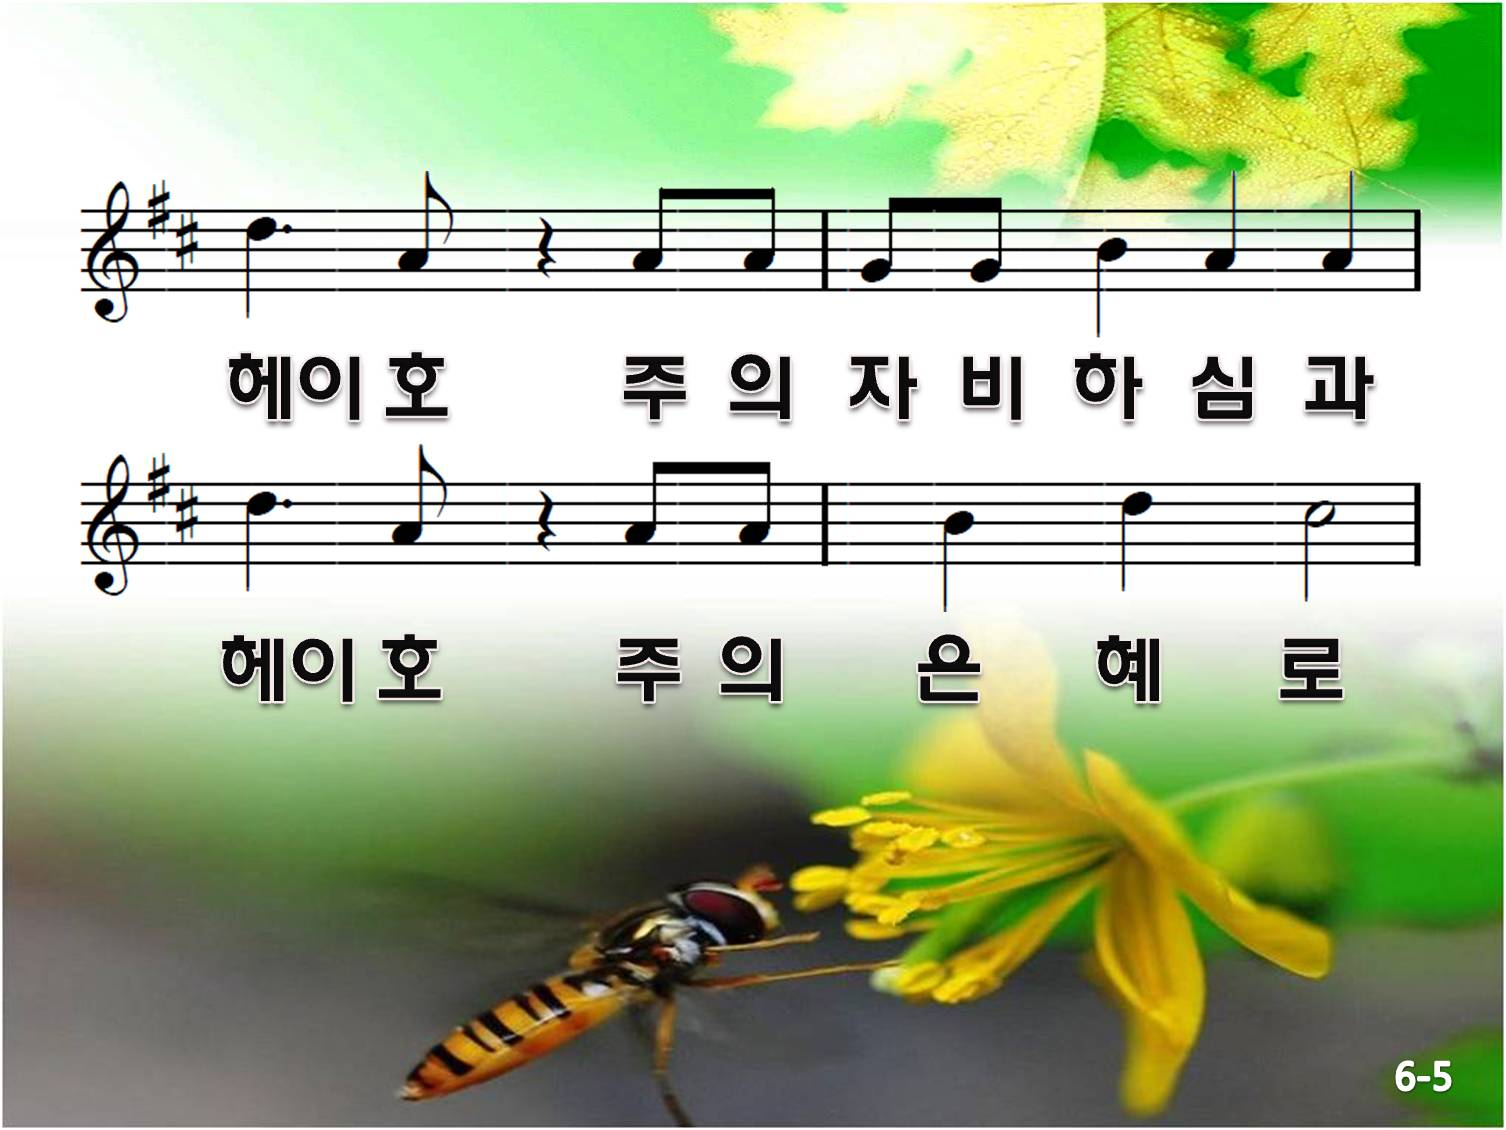 헤이 호 주 의 자 비 하 심 과
헤이 호 주 의 은 혜 로
6-5